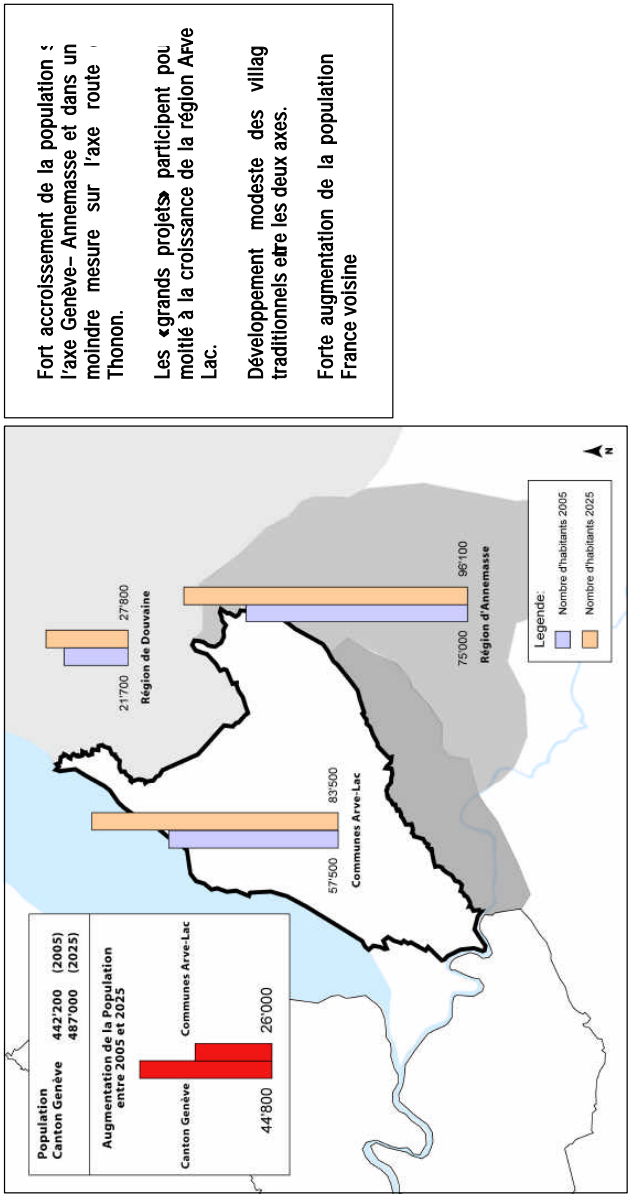 Population
Canton Genève 442'200 (2005)
487'000 (2025)
Augmentation de la Population
entre 2005 et 2025
Canton Genève
Communes Arve-Lac
44'800
26'000
57'500
83'500
Communes Arve-Lac
21'700
27'800
Région de Douvaine
75'000
96'100
Région d'Annemasse
Legende:
Nombre d'habitants 2005
Nombre d'habitants 2025
N
Fort accroissement de la population
l'axe Genève– Annemasse et dans un
moindre mesure sur l'axe route
Thonon.
Les «grands projets» participent pou
moitié à la croissance de la région Arve
Lac.
Développement modeste des villag
traditionnels etre les deux axes.
Forte augmentation de la population
France voisine